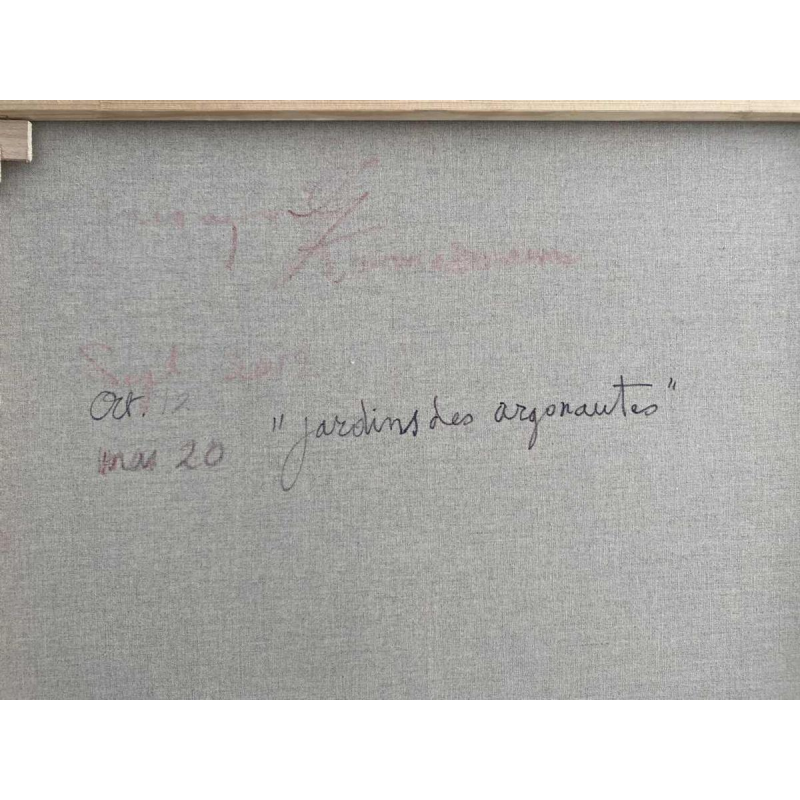 Sept 2012
Oct. 12
"jardins des argonautes"
mai 20